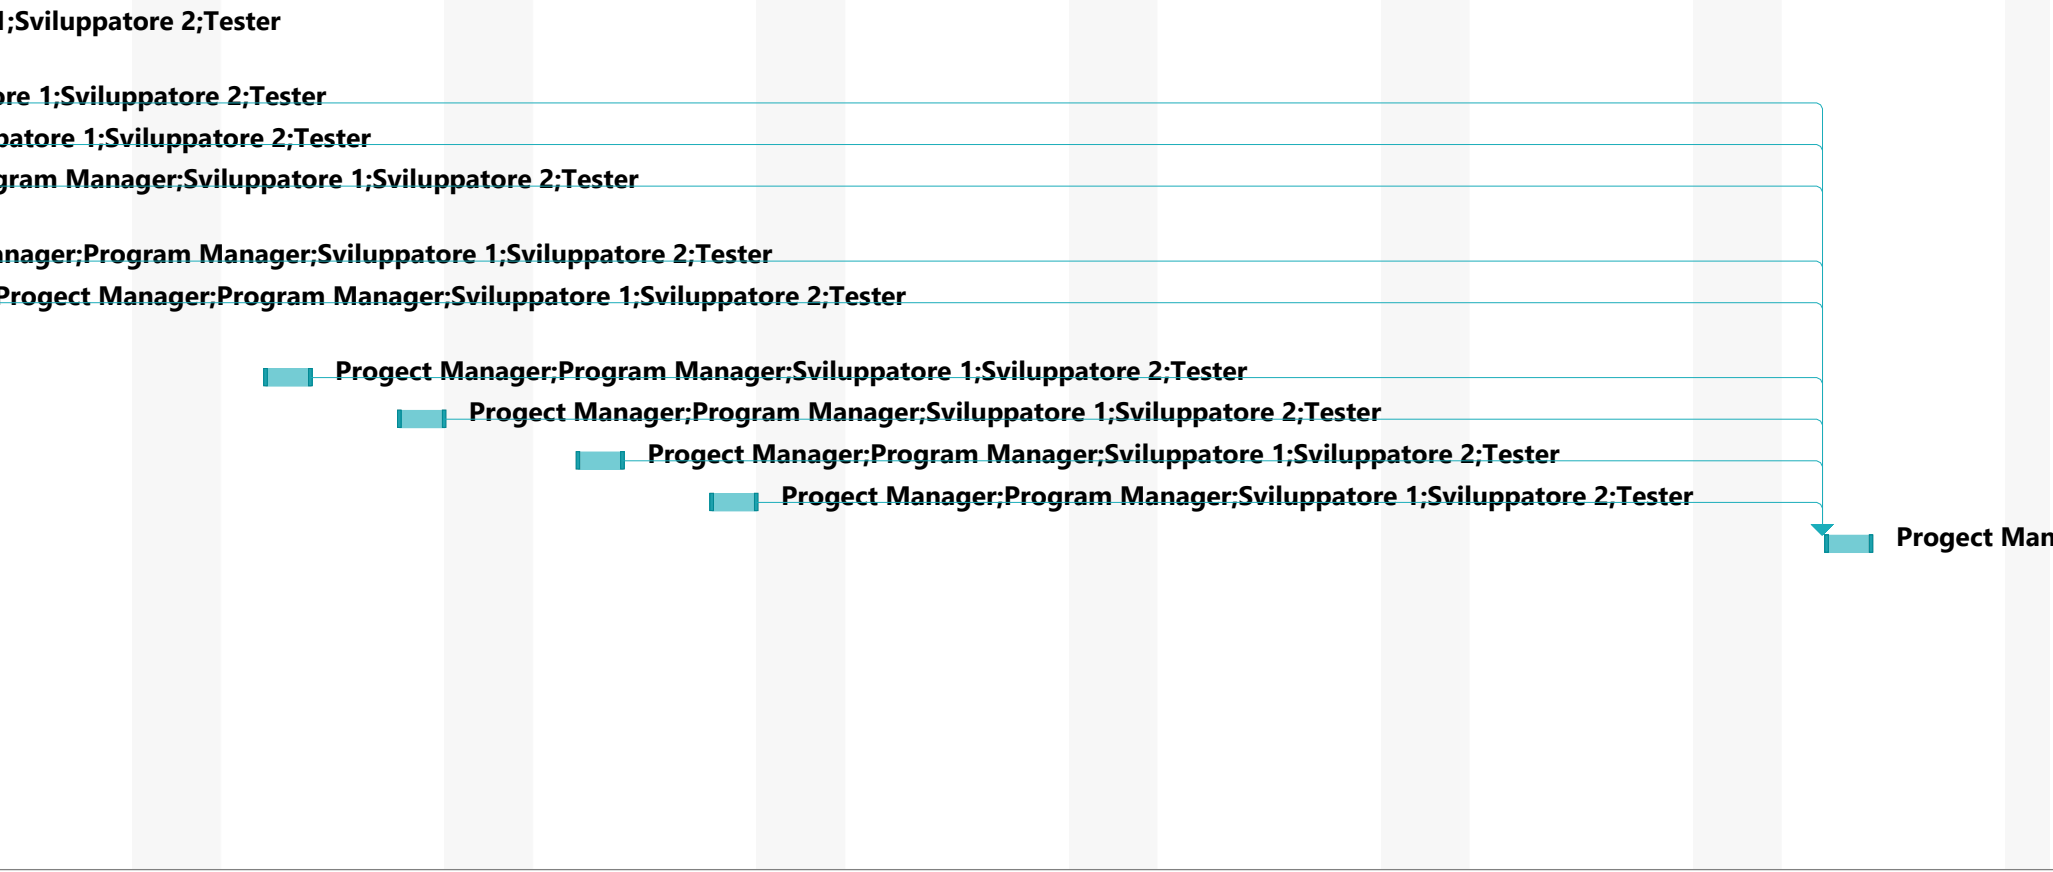 1;Sviluppatore 2;Tester
ore 1;Sviluppatore 2;Tester
patore 1;Sviluppatore 2;Tester
gram Manager;Sviluppatore 1;Sviluppatore 2;Tester
anager;Program Manager;Sviluppatore 1;Sviluppatore 2;Tester
Progect Manager;Program Manager;Sviluppatore 1;Sviluppatore 2;Tester
Progect Manager;Program Manager;Sviluppatore 1;Sviluppatore 2;Tester
Progect Manager;Program Manager;Sviluppatore 1;Sviluppatore 2;Tester
Progect Manager;Program Manager;Sviluppatore 1;Sviluppatore 2;Tester
Progect Manager;Program Manager;Sviluppatore 1;Sviluppatore 2;Tester
Progect Man